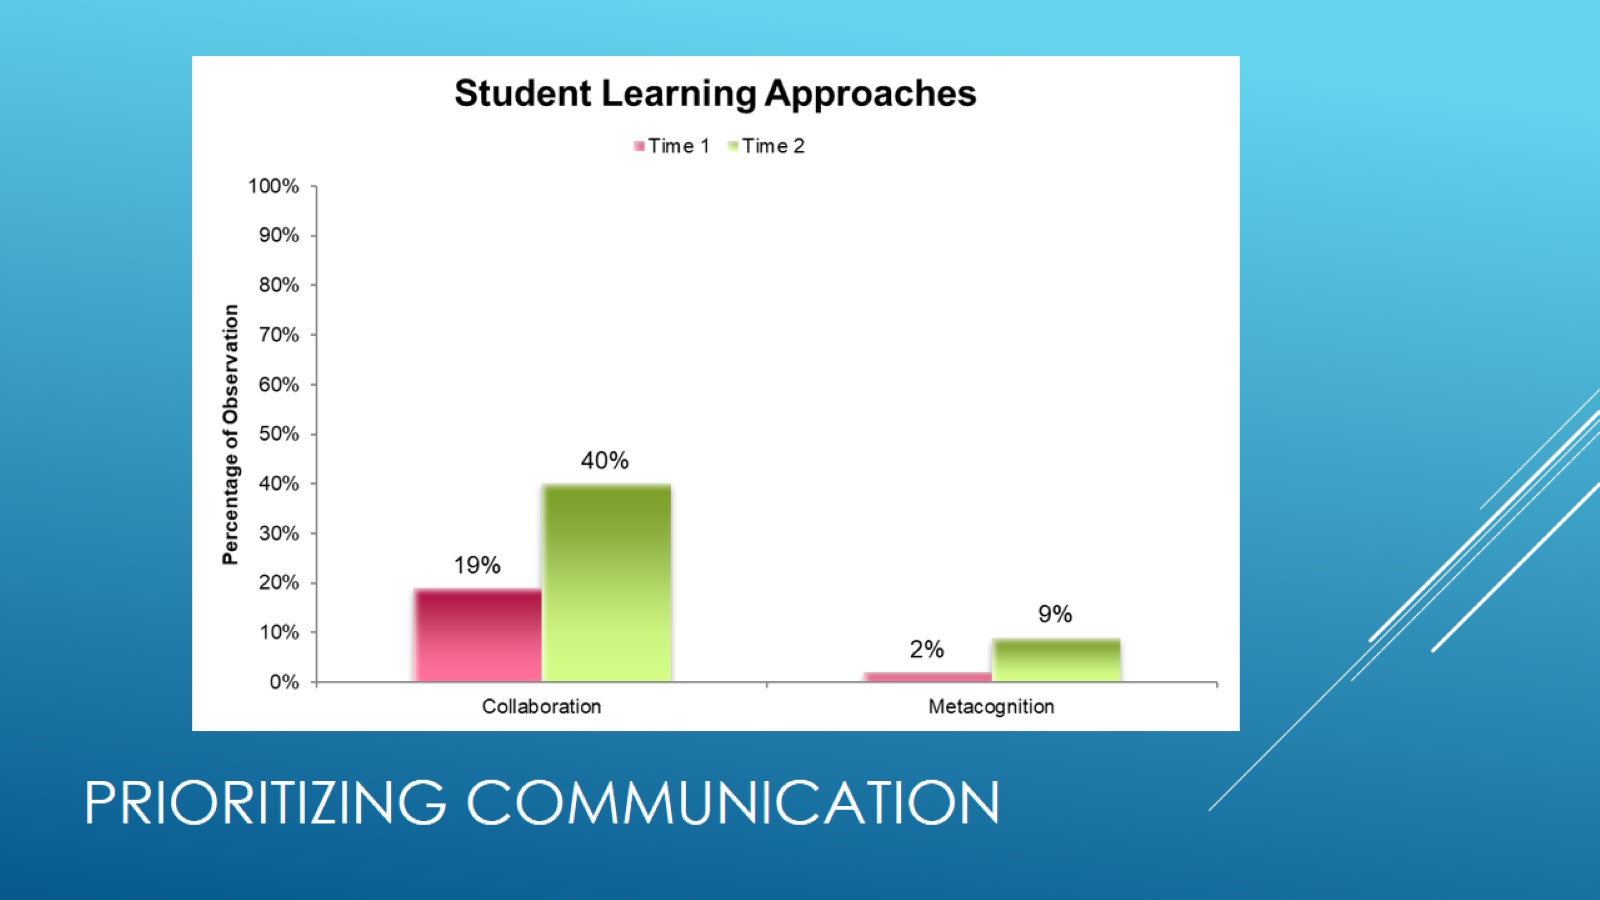 Student Learning Approaches
Time 1 Time 2
100%
90%
80%
70%
60%
50%
40%
30%
20%
10%
0%
Percentage of Observation
19%
40%
2%
9%
Collaboration
Metacognition
PRIORITIZING COMMUNICATION